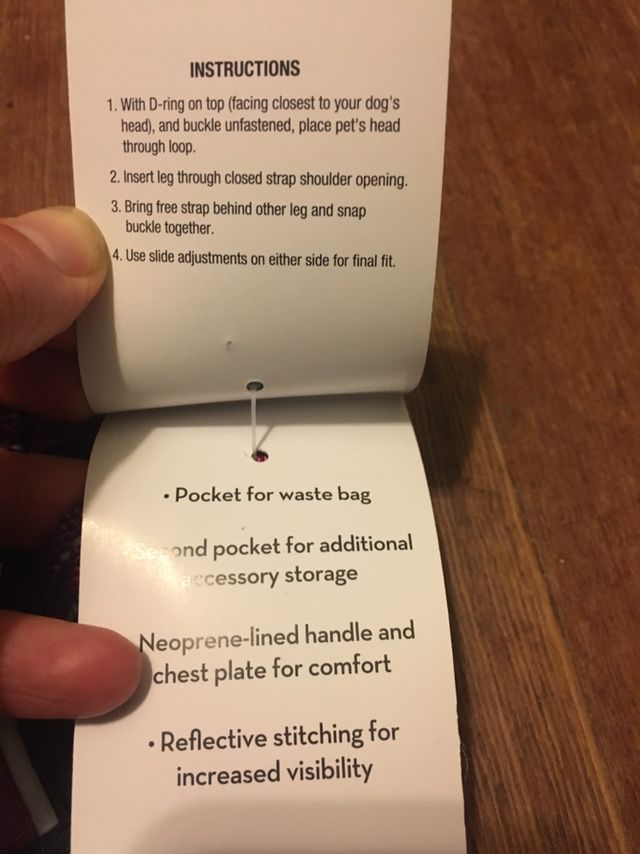 INSTRUCTIONS
1. With D-ring on top (facing closest to your dog's
head), and buckle unfastened, place pet's head
through loop.
2. Insert leg through closed strap shoulder opening.
3. Bring free strap behind other leg and snap
buckle together.
4. Use slide adjustments on either side for final fit.
• Pocket for waste bag
Second pocket for additional
accessory storage
Neoprene-lined handle and
chest plate for comfort
• Reflective stitching for
increased visibility